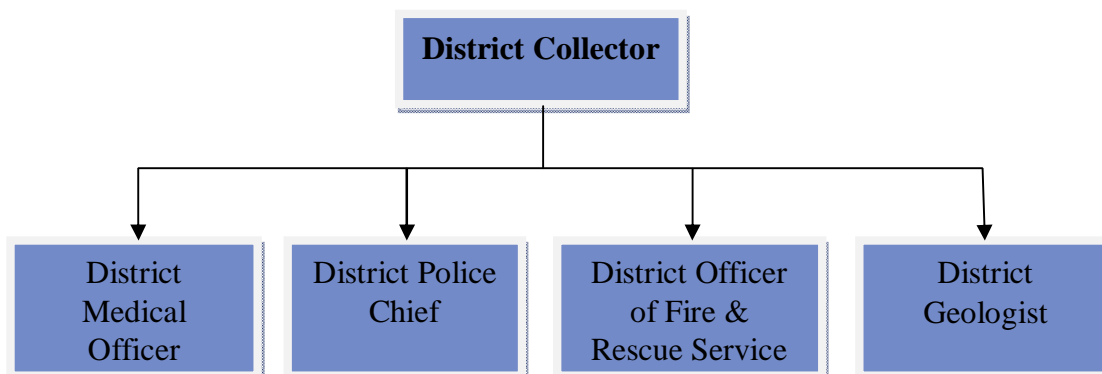 District Collector
District
Medical
Officer
District Police
Chief
District Officer
of Fire &
Rescue Service
District
Geologist